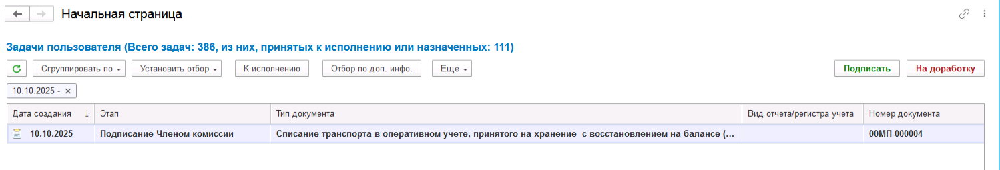 Начальная страница
Задачи пользователя (Всего задач: 386, из них, принятых к исполнению или назначенных: 111)
Сгруппировать по Установить отбор К исполнению Отбор по доп. инфо. Еще Подписать На доработку
10.10.2025 - ×
Дата создания ↓ Этап Тип документа Вид отчета/регистра учета Номер документа
10.10.2025 Подписание Членом комиссии Списание транспорта в оперативном учете, принятого на хранение с восстановлением на балансе (... 00МП-000004